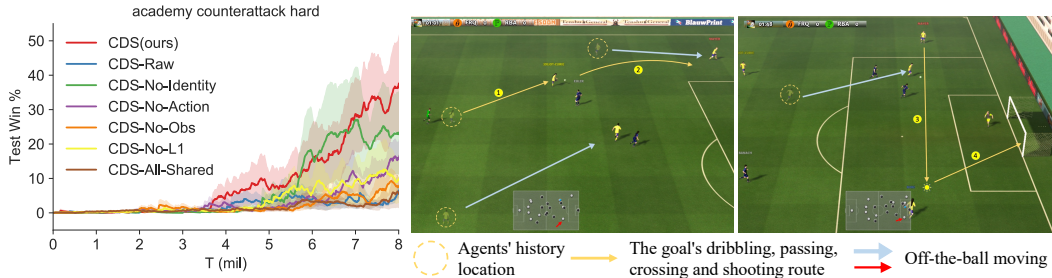 academy counterattack hard
Test Win %
50
40
30
20
10
0
CDS(ours)
CDS-Raw
CDS-No-Identity
CDS-No-Action
CDS-No-Obs
CDS-No-L1
CDS-All-Shared
0 1 2 3 4 5 6 7 8
T (mil)
BlauwPrint
1
2
3
4
Agents' history
location
The goal's dribbling, passing,
crossing and shooting route
Off-the-ball moving